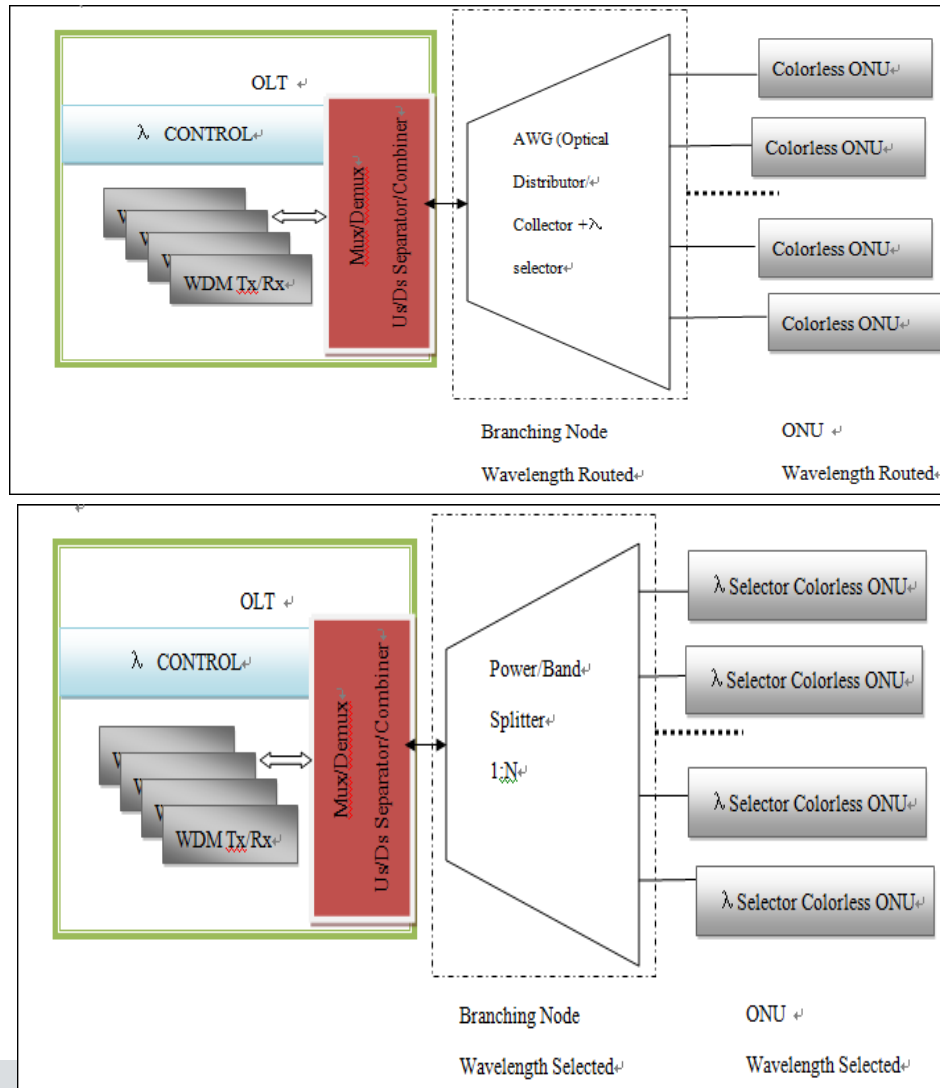 OLT
λ CONTROL
W
W
W
WDM Tx/Rx
Mux/Demux
Us/Ds Separator/Combiner
AWG (Optical
Distributor/
Collector +λ
selector
Colorless ONU
Colorless ONU
Colorless ONU
Colorless ONU
Branching Node
Wavelength Routed
ONU
Wavelength Routed
OLT
λ CONTROL
W
W
W
WDM Tx/Rx
Mux/Demux
Us/Ds Separator/Combiner
Power/Band
Splitter
1:N
λ Selector Colorless ONU
λ Selector Colorless ONU
λ Selector Colorless ONU
λ Selector Colorless ONU
Branching Node
Wavelength Selected
ONU
Wavelength Selected